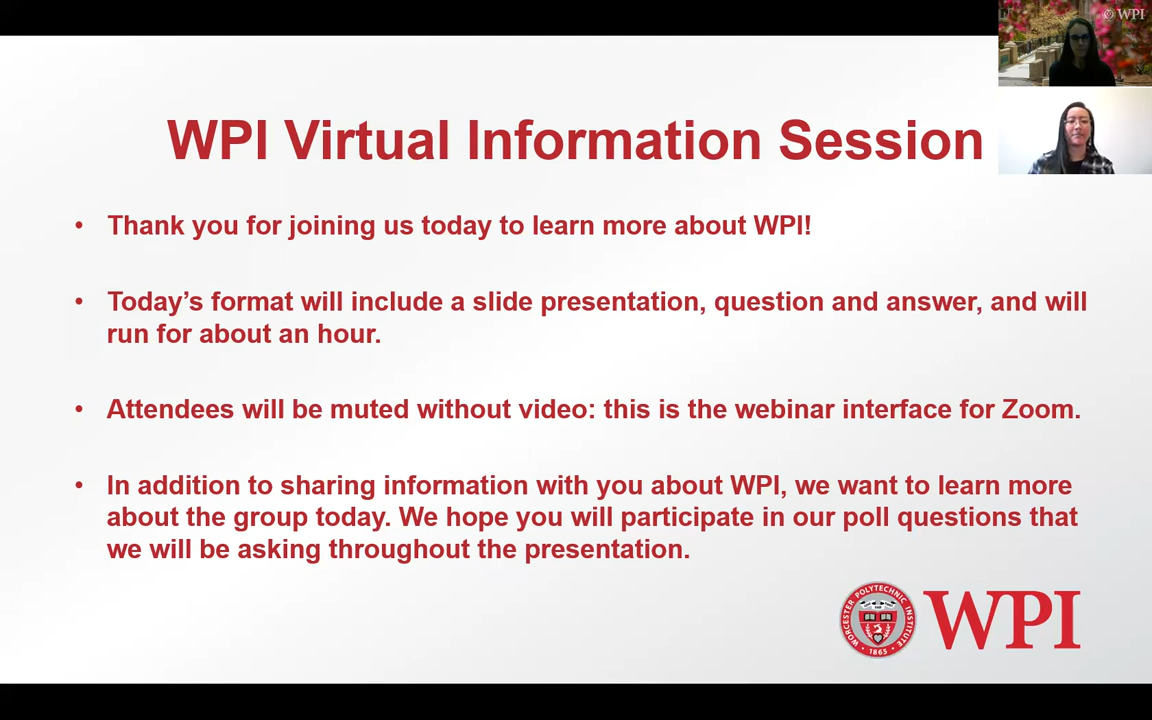 WPI
WPI Virtual Information Session
• Thank you for joining us today to learn more about WPI!
• Today’s format will include a slide presentation, question and answer, and will
run for about an hour.
• Attendees will be muted without video: this is the webinar interface for Zoom.
• In addition to sharing information with you about WPI, we want to learn more
about the group today. We hope you will participate in our poll questions that
we will be asking throughout the presentation.
WORCESTER POLYTECHNIC INSTITUTE
1865
WPI